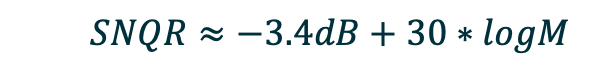 SNQR ≈ −3.4dB + 30 ∗ logM